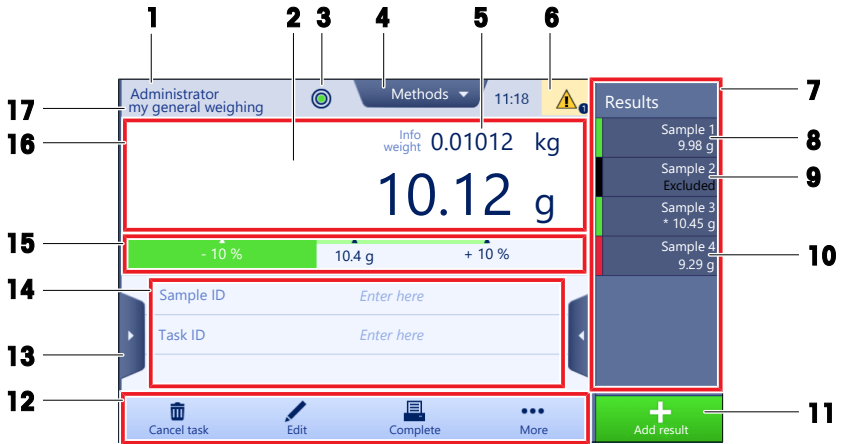 1
2
3
4
5
6
Administrator
my general weighing
Methods
11:18
1
Results
7
17
16
Info
weight
0.01012 kg
10.12 g
Sample 1
9.98 g
8
Sample 2
Excluded
9
Sample 3
* 10.45 g
15
- 10 %
10.4 g
+ 10 %
Sample 4
9.29 g
10
14
Sample ID Enter here
Task ID Enter here
13
12
Cancel task
Edit
Complete
More
Add result
11